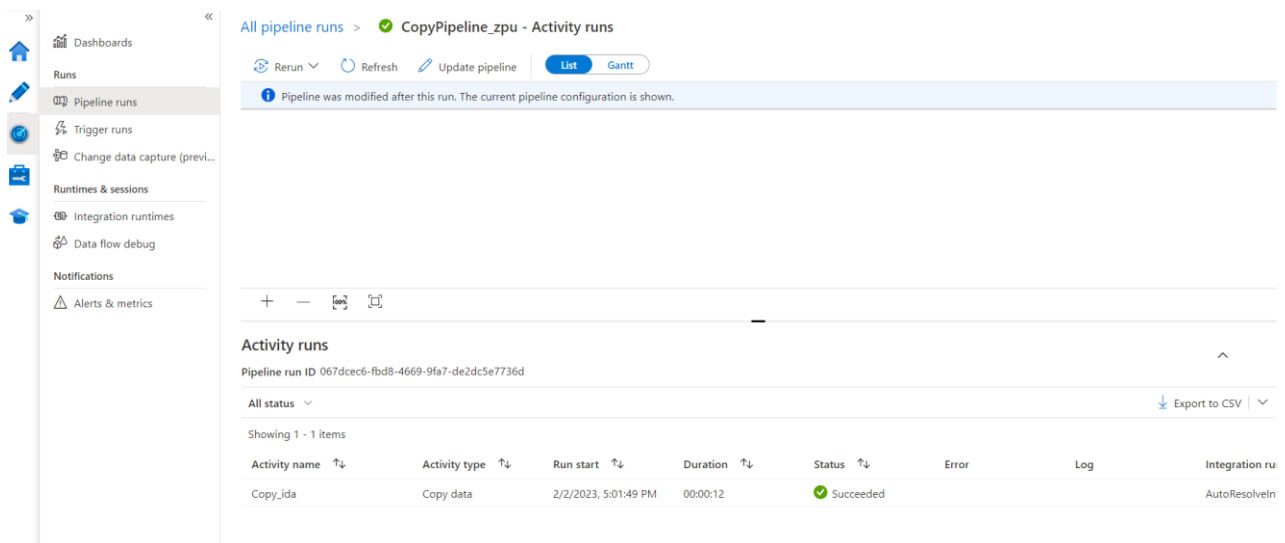 All pipeline runs > CopyPipeline_zpu - Activity runs
Dashboards
Runs
Pipeline runs
Trigger runs
Change data capture (previ...
Runtimes & sessions
Integration runtimes
Data flow debug
Notifications
Alerts & metrics
Rerun Refresh Update pipeline List Gantt
Pipeline was modified after this run. The current pipeline configuration is shown.
100%
Activity runs
Pipeline run ID 067dcec6-fbd8-4669-9fa7-de2dc5e7736d
All status Export to CSV
Showing 1 - 1 items
Activity name Activity type Run start Duration Status Error Log Integration ru
Copy_ida Copy data 2/2/2023, 5:01:49 PM 00:00:12 Succeeded AutoResolveIn